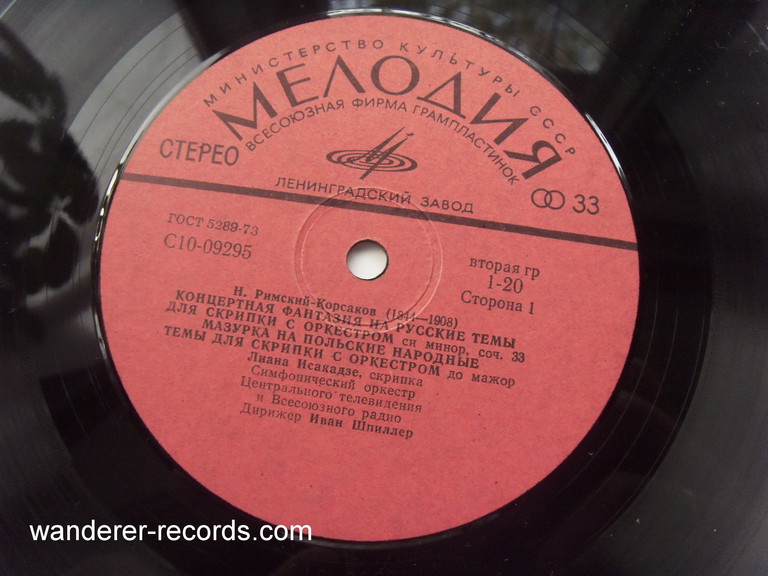 МИНИСТЕРСТВО КУЛЬТУРЫ СССР
МЕЛОДИЯ
ВСЕСОЮЗНАЯ ФИРМА ГРАМПЛАСТИНОК
СТЕРЕО
33
ЛЕНИНГРАДСКИЙ ЗАВОД
ГОСТ 5289-73
С10-09295
вторая гр
1-20
Сторона 1
Н. Римский-Корсаков (1844—1908)
КОНЦЕРТНАЯ ФАНТАЗИЯ НА РУССКИЕ ТЕМЫ
ДЛЯ СКРИПКИ С ОРКЕСТРОМ си минор, соч. 33
МАЗУРКА НА ПОЛЬСКИЕ НАРОДНЫЕ
ТЕМЫ ДЛЯ СКРИПКИ С ОРКЕСТРОМ до мажор
Лиана Исакадзе, скрипка
Симфонический оркестр
Центрального телевидения
и Всесоюзного радио
Дирижер Иван Шпиллер
wanderer-records.com